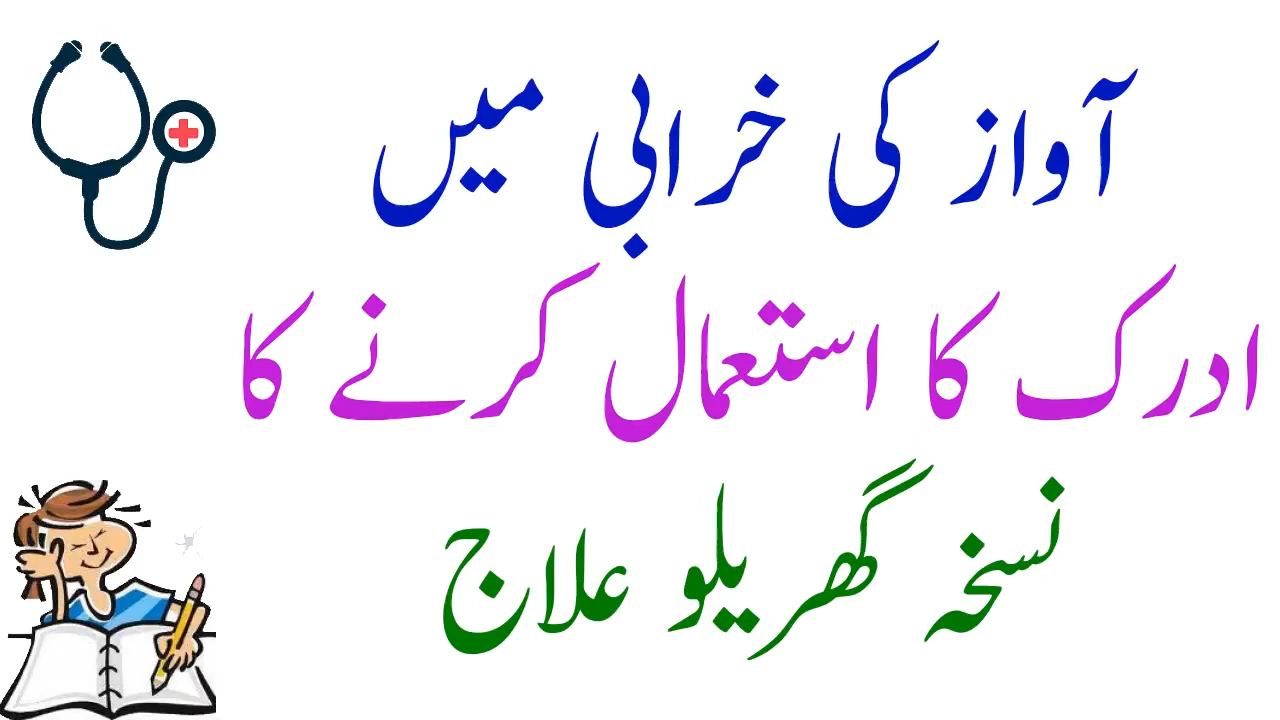 آواز کی خرابی میں
ادرک کا استعمال کرنے کا
نسخہ گھریلو علاج